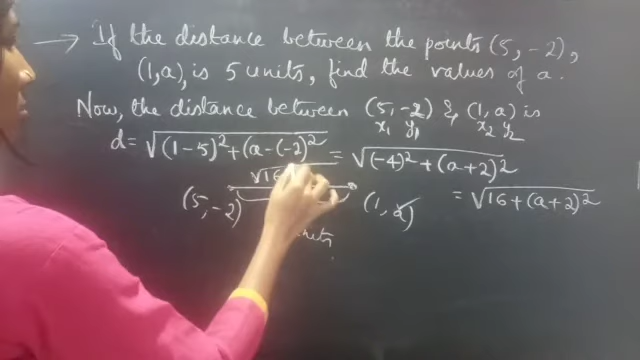 → If the distance between the points (5, -2),
(1, a), is 5 units, find the values of a.
Now, the distance between (5, -2) & (1, a) is
x₁ y₁ x₂ y₂
d = √(1-5)² + (a-(-2)² = √(-4)² + (a+2)²
= √16 + (a+2)²
√16
(5, -2) (1, a)